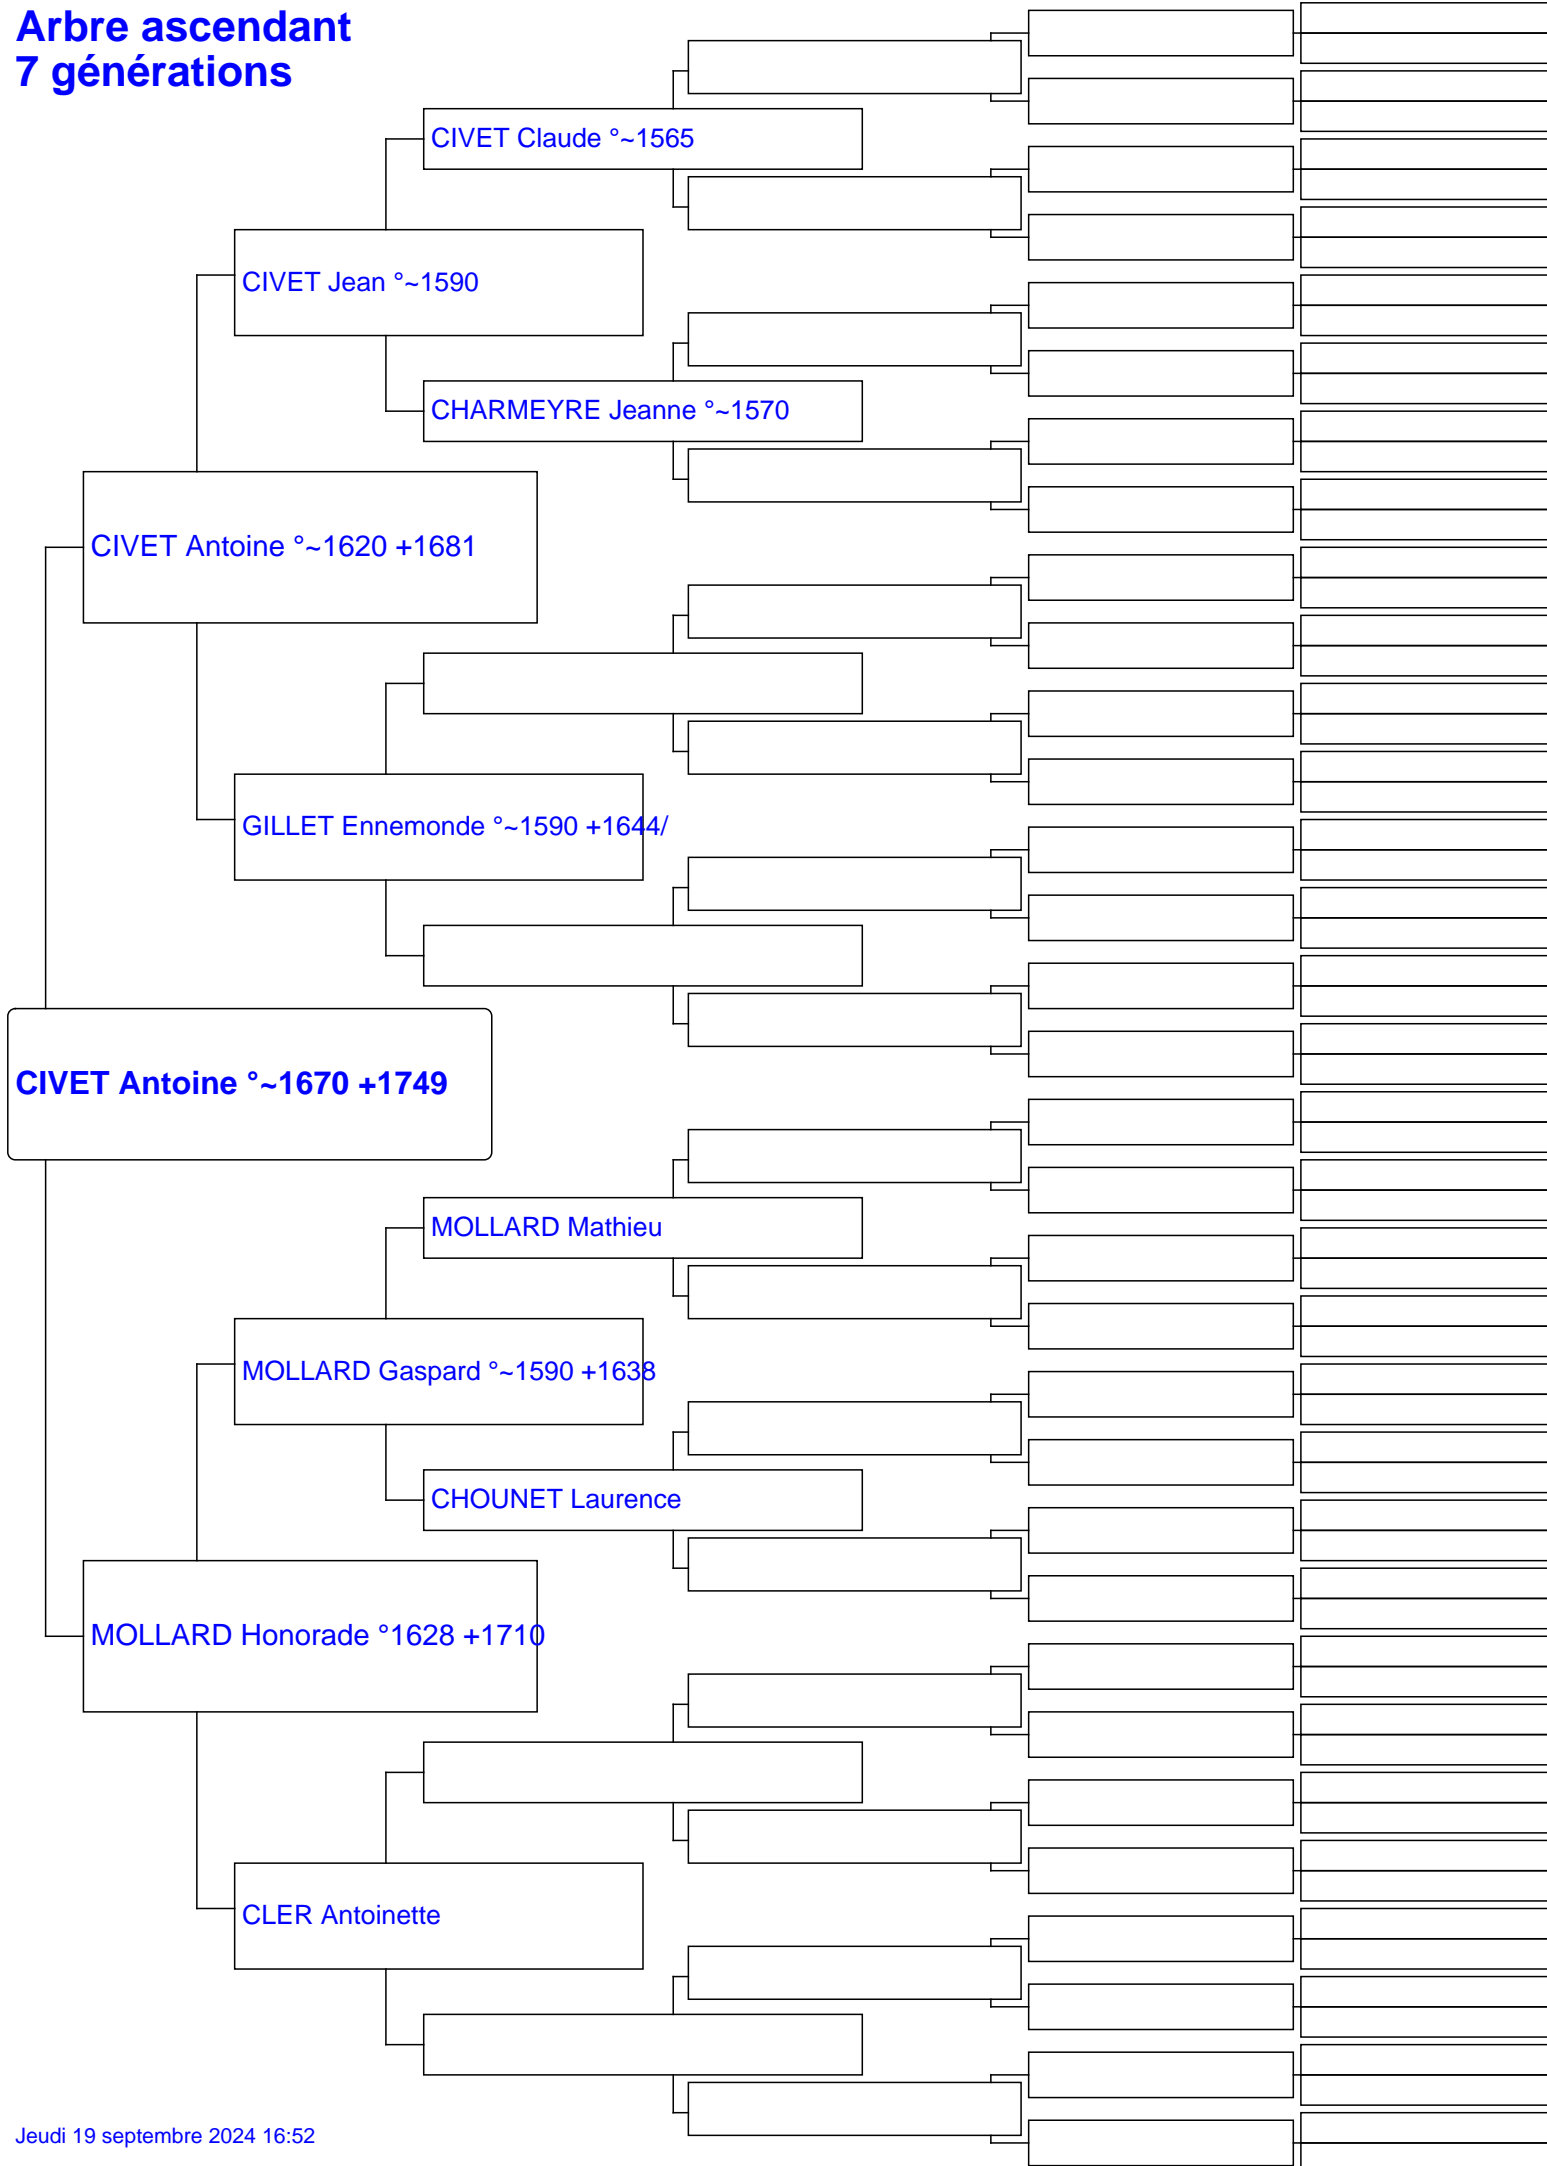 Arbre ascendant
7 générations
CIVET Claude °~1565
CIVET Jean °~1590
CHARMEYRE Jeanne °~1570
CIVET Antoine °~1620 +1681
GILLET Ennemonde °~1590 +1644/
CIVET Antoine °~1670 +1749
MOLLARD Mathieu
MOLLARD Gaspard °~1590 +1638
CHOUNET Laurence
MOLLARD Honorade °1628 +1710
CLER Antoinette
Jeudi 19 septembre 2024 16:52